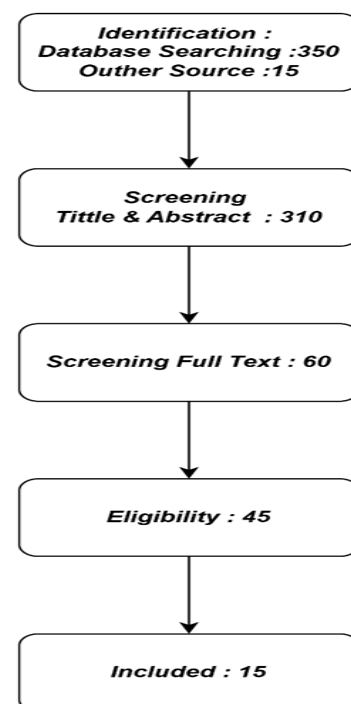 Identification :
Database Searching :350
Outher Source :15
Screening
Tittle & Abstract : 310
Screening Full Text : 60
Eligibility : 45
Included : 15